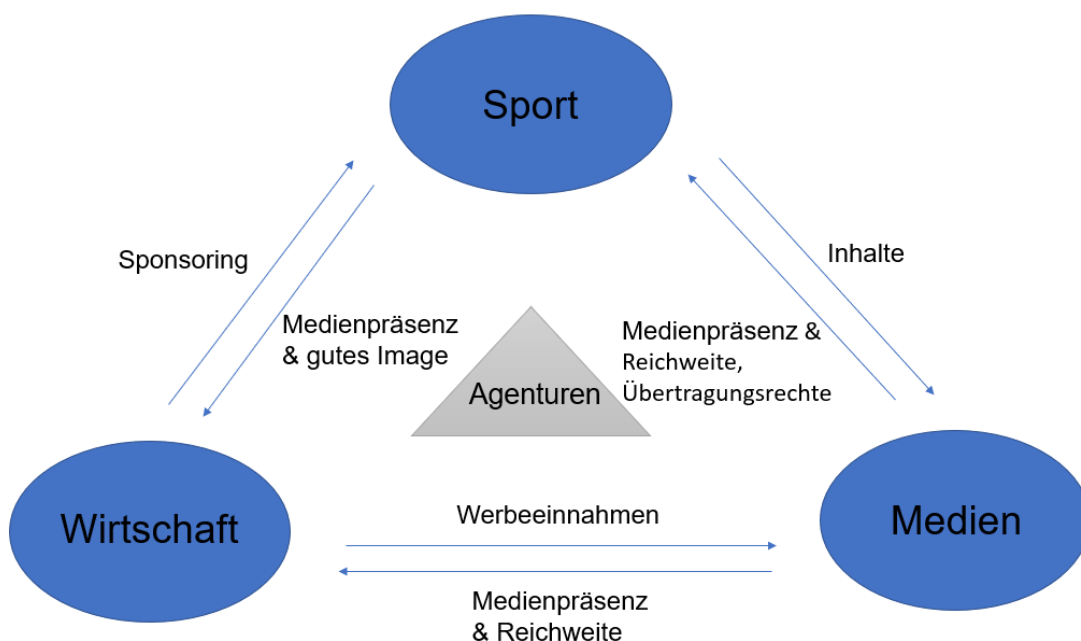 Sport
Sponsoring
Inhalte
Medienpräsenz
& gutes Image
Medienpräsenz &
Reichweite,
Übertragungsrechte
Agenturen
Wirtschaft
Werbeeinnahmen
Medien
Medienpräsenz
& Reichweite